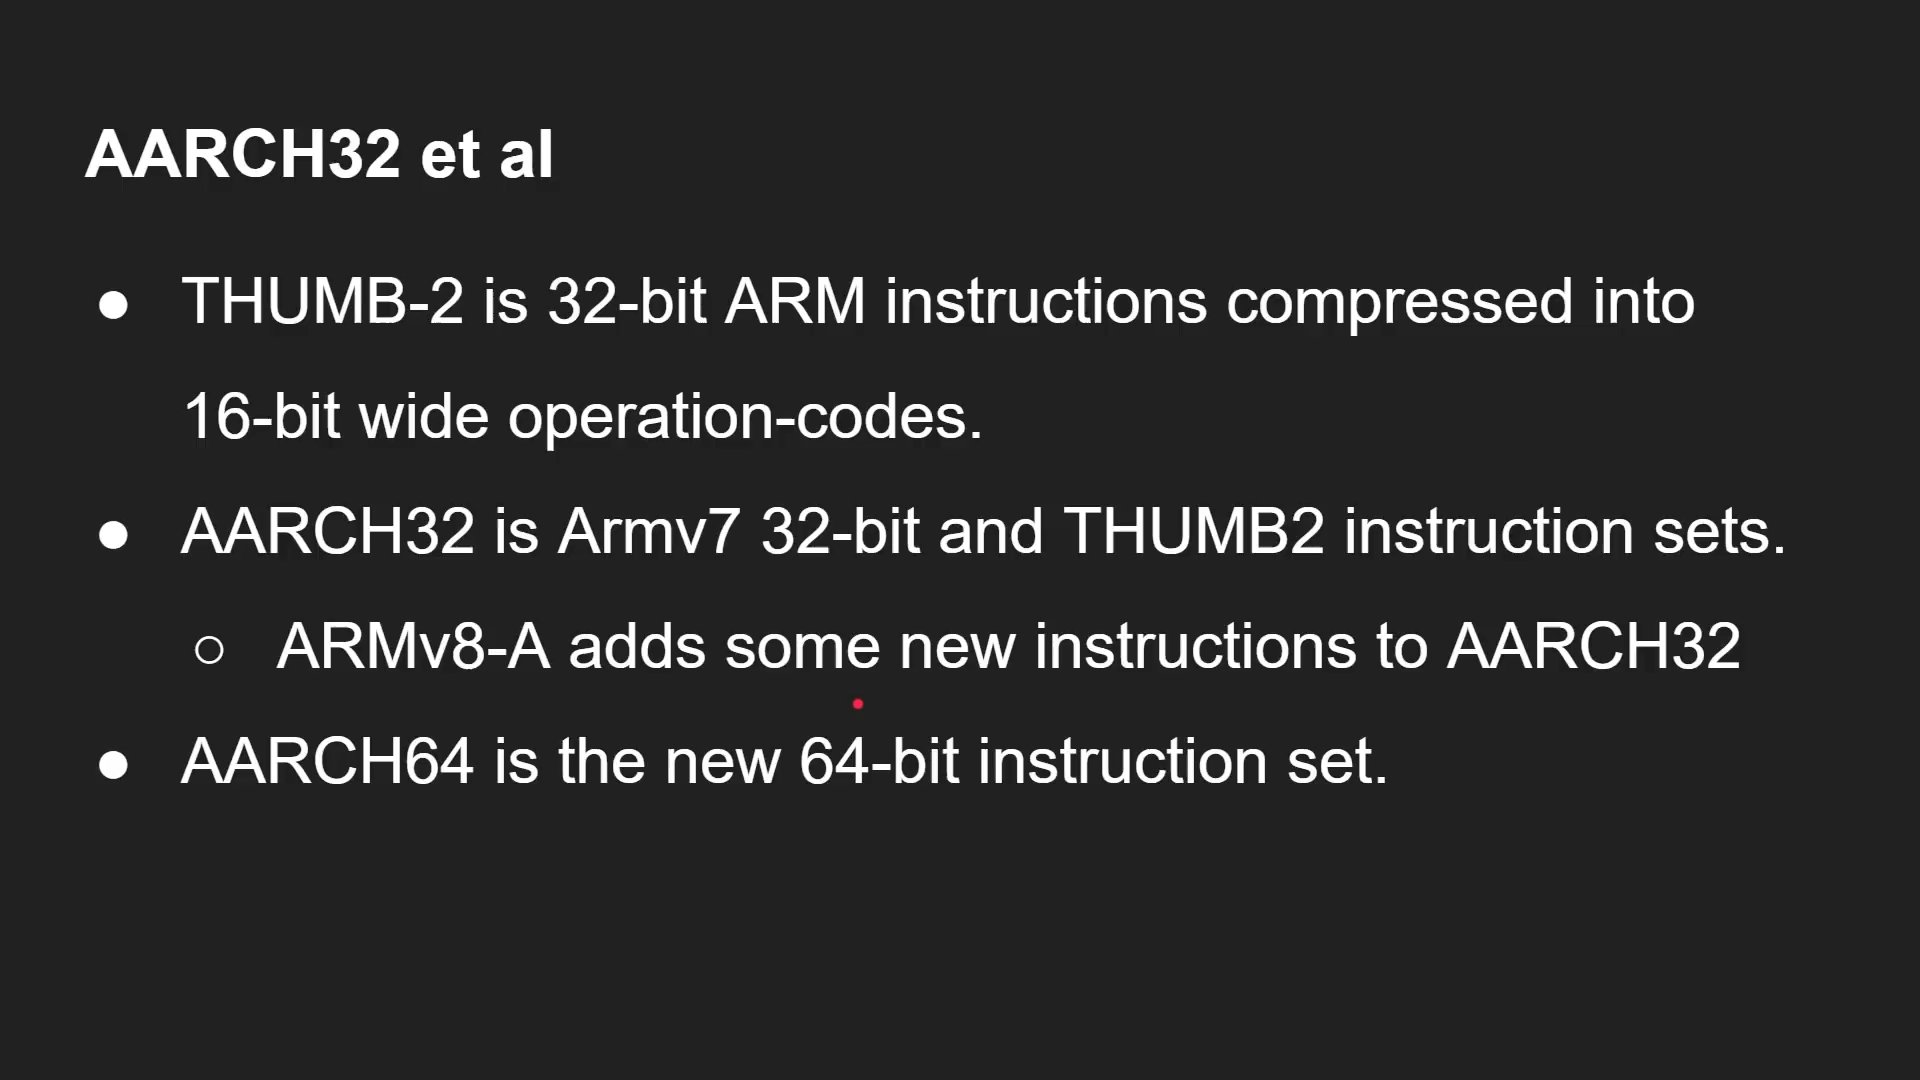 AARCH32 et al
● THUMB-2 is 32-bit ARM instructions compressed into
16-bit wide operation-codes.
● AARCH32 is Armv7 32-bit and THUMB2 instruction sets.
○ ARMv8-A adds some new instructions to AARCH32
● AARCH64 is the new 64-bit instruction set.